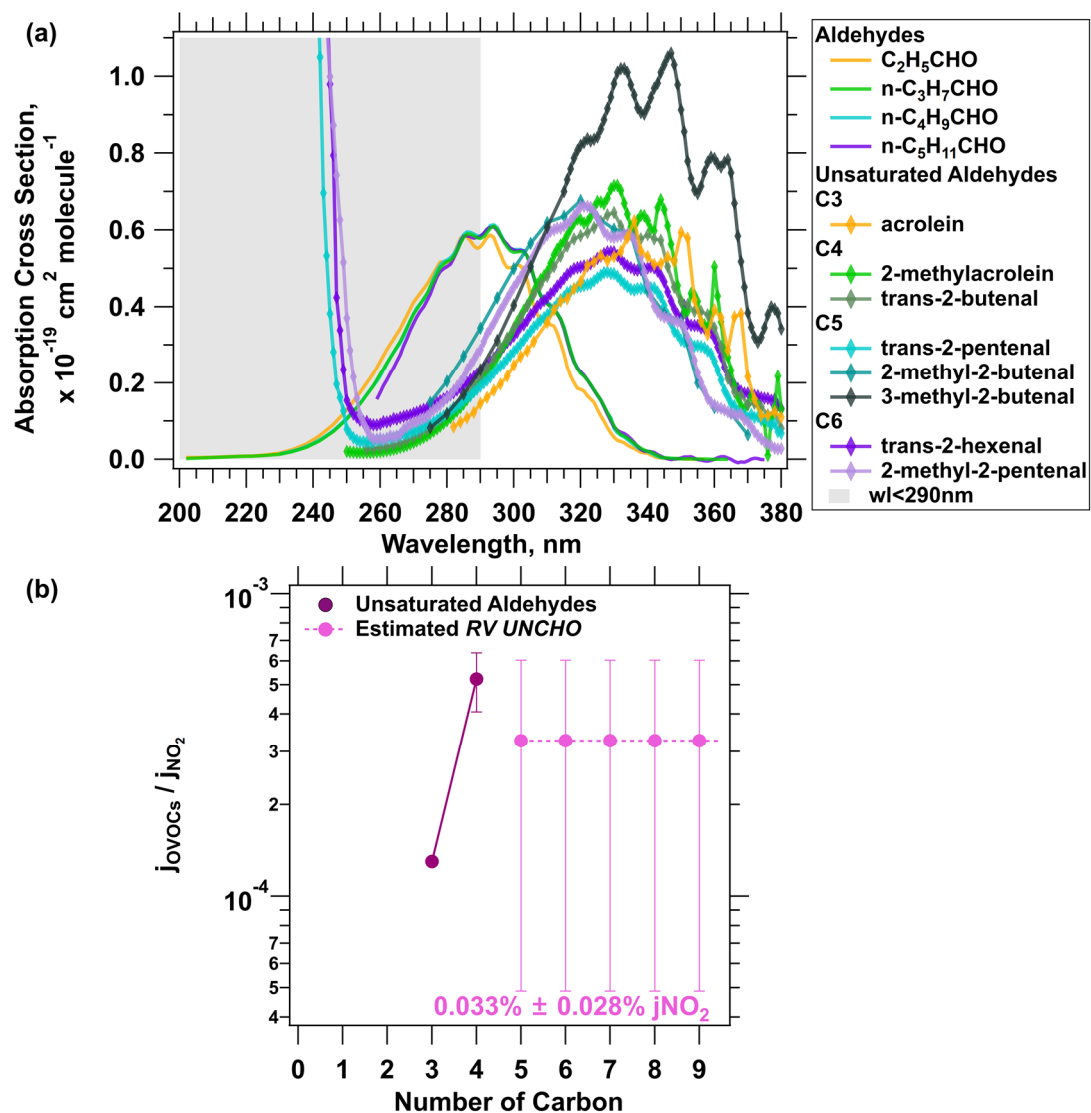 (a)
Absorption Cross Section,
x 10⁻¹⁹ cm² molecule⁻¹
1.0
0.8
0.6
0.4
0.2
0.0
200 220 240 260 280 300 320 340 360 380
Wavelength, nm
Aldehydes
C₂H₅CHO
n-C₃H₇CHO
n-C₄H₉CHO
n-C₅H₁₁CHO
Unsaturated Aldehydes
C3
acrolein
C4
2-methylacrolein
trans-2-butenal
C5
trans-2-pentenal
2-methyl-2-butenal
3-methyl-2-butenal
C6
trans-2-hexenal
2-methyl-2-pentenal
wl<290nm
(b)
jOVOCs / jNO₂
10⁻³
7
6
5
4
3
2
10⁻⁴
7
6
5
4
Unsaturated Aldehydes
Estimated RV UNCHO
0.033% ± 0.028% jNO₂
0 1 2 3 4 5 6 7 8 9
Number of Carbon